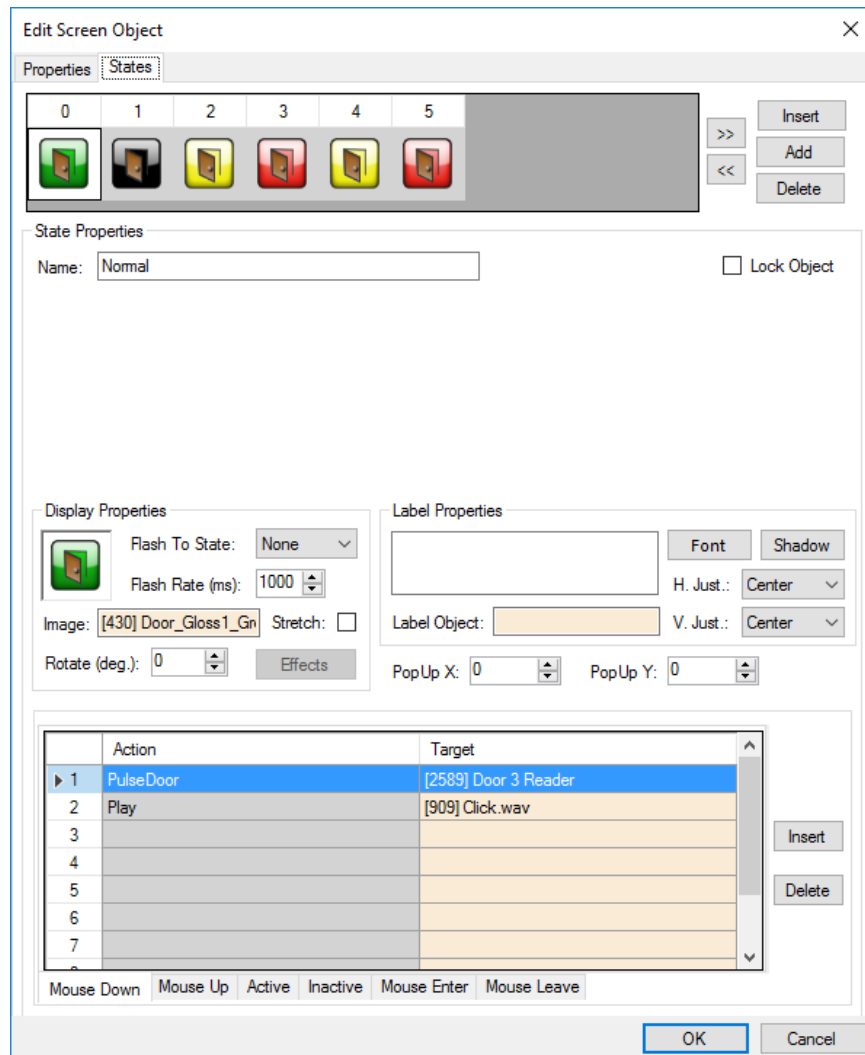 Edit Screen Object
Properties States
0 1 2 3 4 5
Insert
>>
Add
<<
Delete
State Properties
Name: Normal Lock Object
Display Properties
Flash To State: None
Flash Rate (ms): 1000
Image: [430] Door_Gloss1_Gr Stretch:
Rotate (deg.): 0 Effects
Label Properties
Font Shadow
H. Just.: Center
Label Object: V. Just.: Center
PopUp X: 0 PopUp Y: 0
Action Target
1 PulseDoor [2589] Door 3 Reader
2 Play [909] Click.wav
3
4
5
6
7
Insert
Delete
Mouse Down Mouse Up Active Inactive Mouse Enter Mouse Leave
OK Cancel